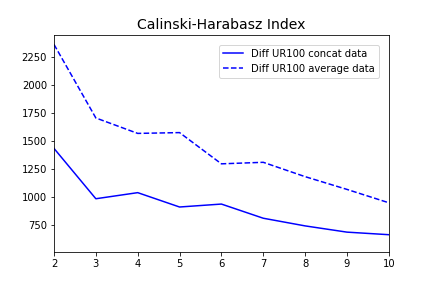 Calinski-Harabasz Index
Diff UR100 concat data
Diff UR100 average data
2250
2000
1750
1500
1250
1000
750
2 3 4 5 6 7 8 9 10